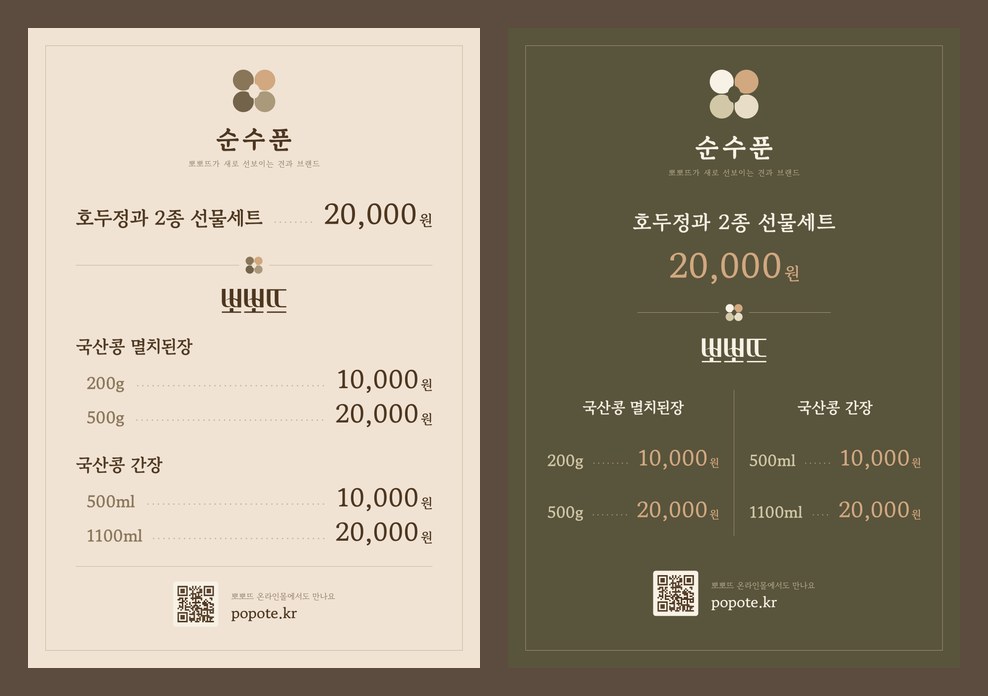 순수푼
뽀뽀뜨가 새로 선보이는 견과 브랜드
호두정과 2종 선물세트 ........ 20,000원
뽀뽀뜨
국산콩 멸치된장
200g ........ 10,000원
500g ........ 20,000원
국산콩 간장
500ml ........ 10,000원
1100ml ........ 20,000원
뽀뽀뜨 온라인몰에서도 만나요
popote.kr
순수푼
뽀뽀뜨가 새로 선보이는 견과 브랜드
호두정과 2종 선물세트
20,000원
뽀뽀뜨
국산콩 멸치된장
200g ....... 10,000원
500g ....... 20,000원
국산콩 간장
500ml ..... 10,000원
1100ml .... 20,000원
뽀뽀뜨 온라인몰에서도 만나요
popote.kr